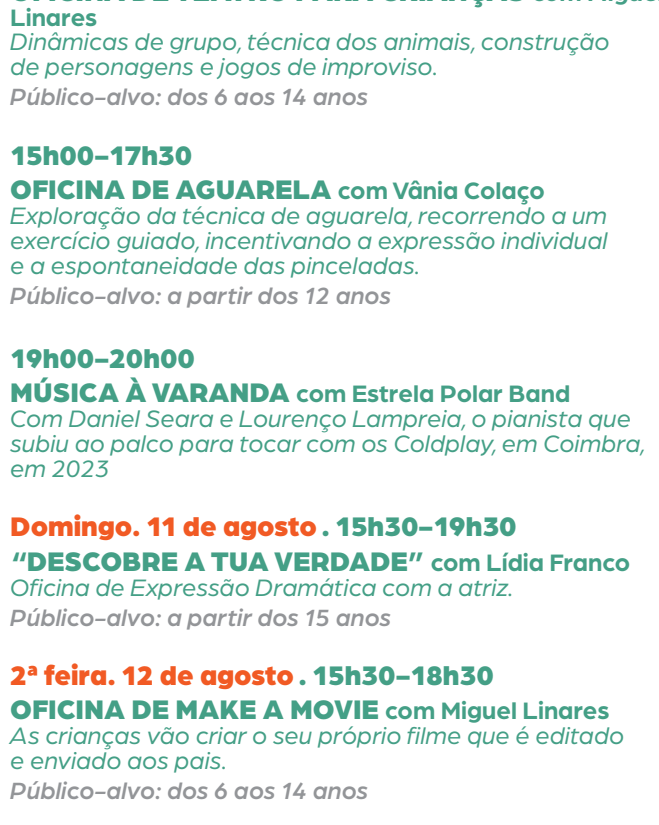 Linares
Dinâmicas de grupo, técnica dos animais, construção
de personagens e jogos de improviso.
Público-alvo: dos 6 aos 14 anos
15h00-17h30
OFICINA DE AGUARELA com Vânia Colaço
Exploração da técnica de aguarela, recorrendo a um
exercício guiado, incentivando a expressão individual
e a espontaneidade das pinceladas.
Público-alvo: a partir dos 12 anos
19h00-20h00
MÚSICA À VARANDA com Estrela Polar Band
Com Daniel Seara e Lourenço Lampreia, o pianista que
subiu ao palco para tocar com os Coldplay, em Coimbra,
em 2023
Domingo. 11 de agosto . 15h30-19h30
“DESCOBRE A TUA VERDADE” com Lídia Franco
Oficina de Expressão Dramática com a atriz.
Público-alvo: a partir dos 15 anos
2ª feira. 12 de agosto . 15h30-18h30
OFICINA DE MAKE A MOVIE com Miguel Linares
As crianças vão criar o seu próprio filme que é editado
e enviado aos pais.
Público-alvo: dos 6 aos 14 anos